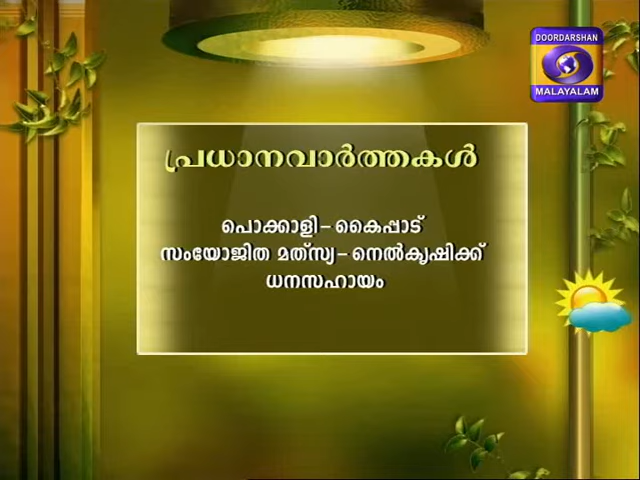 DOORDARSHAN
MALAYALAM
പ്രധാനവാർത്തകൾ
പൊക്കാളി-കൈപ്പാട്
സംയോജിത മത്സ്യ-നെൽകൃഷിക്ക്
ധനസഹായം